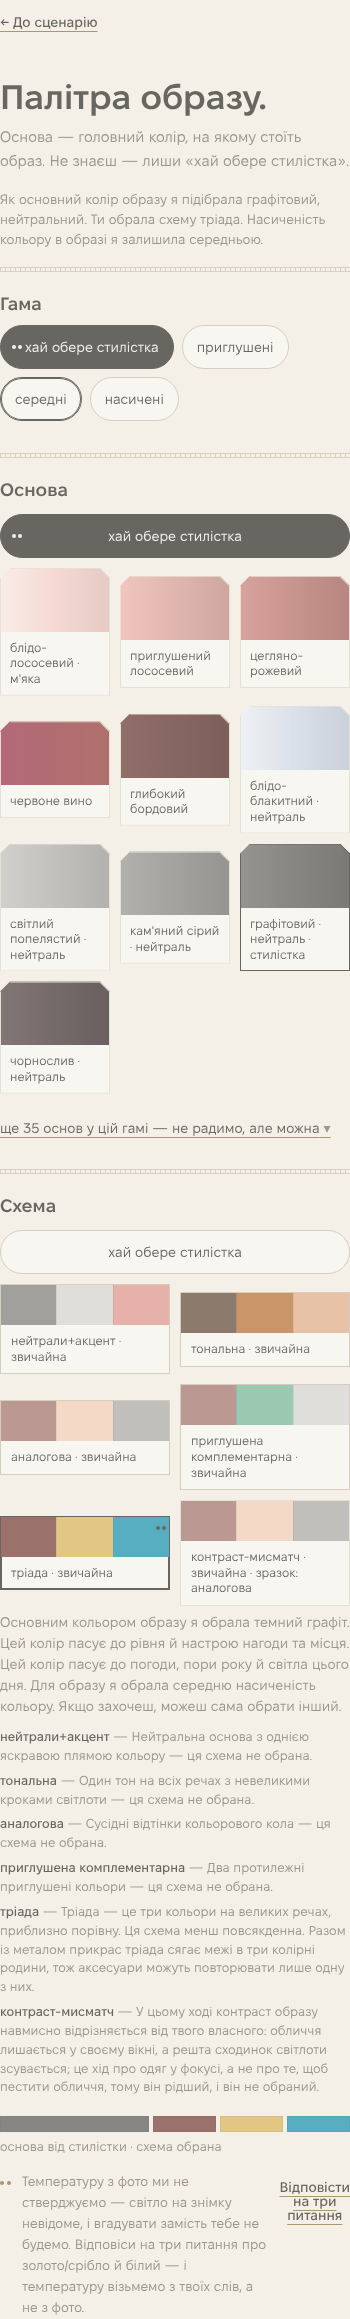 ← До сценарію
Палітра образу.
Основа — головний колір, на якому стоїть
образ. Не знаєш — лиши «хай обере стилістка».
Як основний колір образу я підібрала графітовий,
нейтральний. Ти обрала схему тріада. Насиченість
кольору в образі я залишила середньою.
Гама
хай обере стилістка
приглушені
середні
насичені
Основа
хай обере стилістка
блідо-
лососевий ·
м'яка
приглушений
лососевий
цегляно-
рожевий
червоне вино
глибокий
бордовий
блідо-
блакитний ·
нейтраль
світлий
попелястий ·
нейтраль
кам'яний сірий
· нейтраль
графітовий ·
нейтраль ·
стилістка
чорнослив ·
нейтраль
ще 35 основ у цій гамі — не радимо, але можна ▾
Схема
хай обере стилістка
нейтрали+акцент ·
звичайна
тональна · звичайна
аналогова · звичайна
приглушена
комплементарна ·
звичайна
тріада · звичайна
контраст-мисматч ·
звичайна · зразок:
аналогова
Основним кольором образу я обрала темний графіт.
Цей колір пасує до рівня й настрою нагоди та місця.
Цей колір пасує до погоди, пори року й світла цього
дня. Для образу я обрала середню насиченість
кольору. Якщо захочеш, можеш сама обрати інший.
нейтрали+акцент — Нейтральна основа з однією
яскравою плямою кольору — ця схема не обрана.
тональна — Один тон на всіх речах з невеликими
кроками світлоти — ця схема не обрана.
аналогова — Сусідні відтінки кольорового кола — ця
схема не обрана.
приглушена комплементарна — Два протилежні
приглушені кольори — ця схема не обрана.
тріада — Тріада — це три кольори на великих речах,
приблизно порівну. Ця схема менш повсякденна. Разом
із металом прикрас тріада сягає межі в три колірні
родини, тож аксесуари можуть повторювати лише одну
з них.
контраст-мисматч — У цьому ході контраст образу
навмисно відрізняється від твого власного: обличчя
лишається у своєму вікні, а решта сходинок світлоти
зсувається; це хід про одяг у фокусі, а не про те, щоб
пестити обличчя, тому він рідший, і він не обраний.
основа від стилістки · схема обрана
Температуру з фото ми не
стверджуємо — світло на знімку
невідоме, і вгадувати замість тебе не
будемо. Відповіси на три питання про
золото/срібло й білий — і
температуру візьмемо з твоїх слів, а
не з фото.
Відповісти
на три
питання